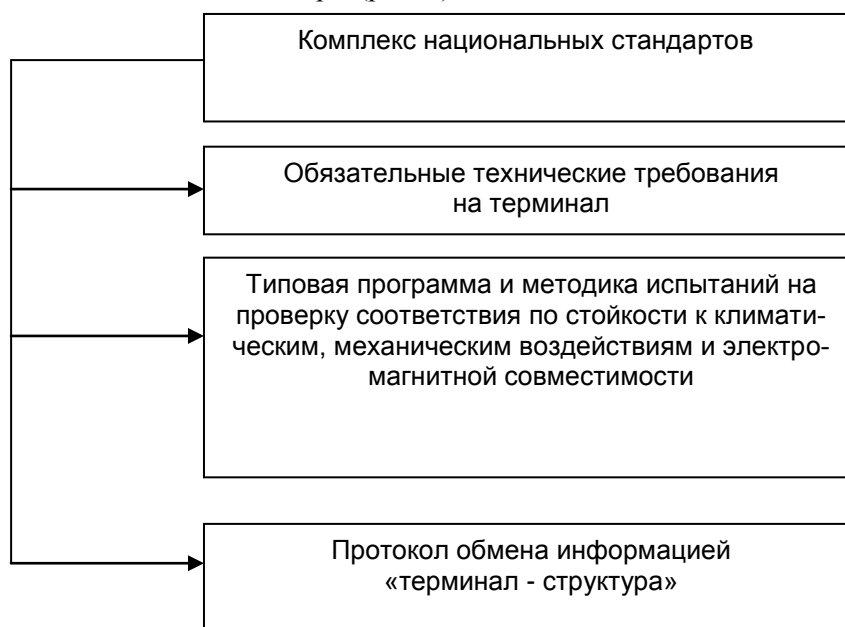 Комплекс национальных стандартов
Обязательные технические требования
на терминал
Типовая программа и методика испытаний на
проверку соответствия по стойкости к климати-
ческим, механическим воздействиям и электро-
магнитной совместимости
Протокол обмена информацией
«терминал - структура»